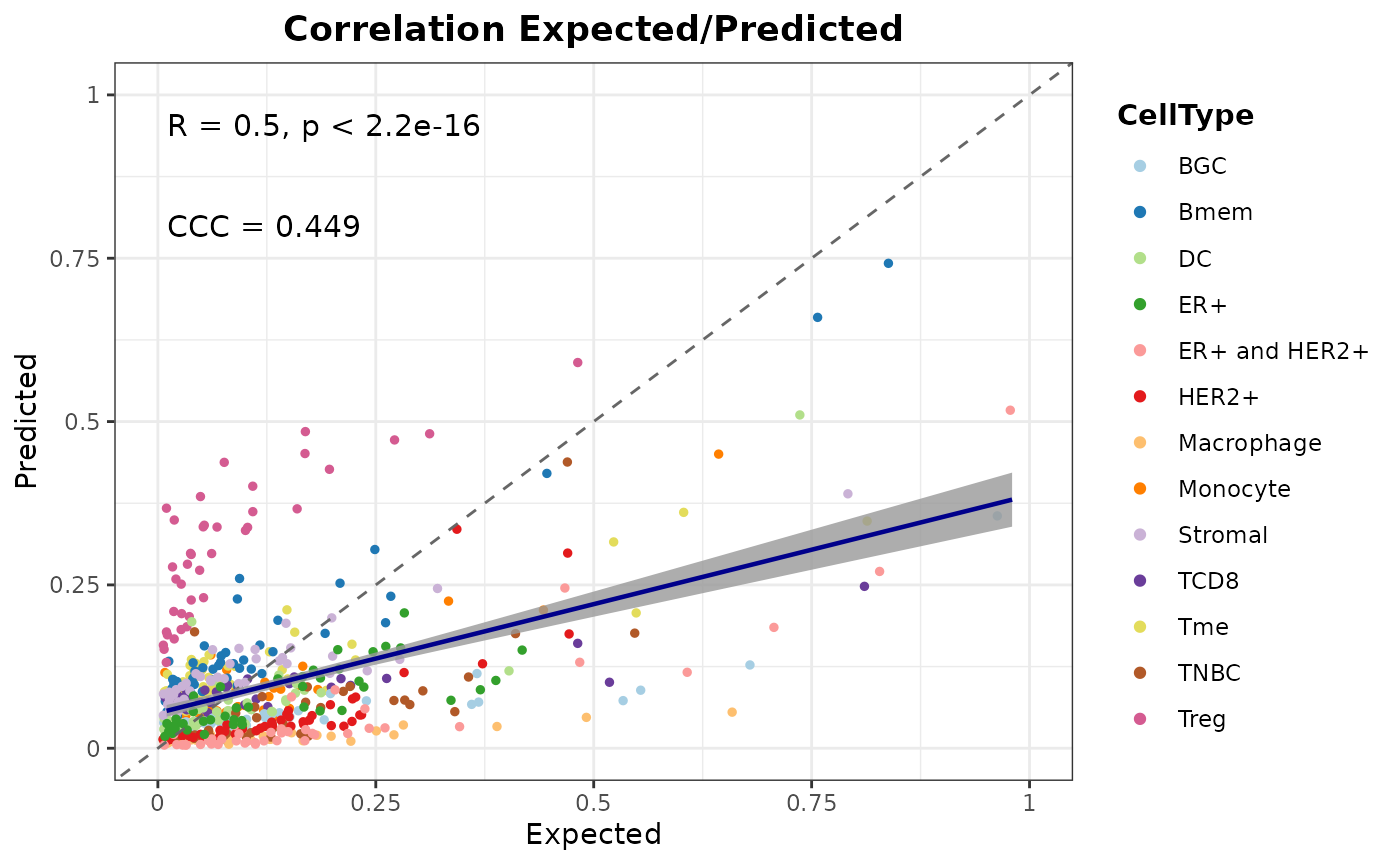 Correlation Expected/Predicted
R = 0.5, p < 2.2e-16
CCC = 0.449
1
0.75
0.5
0.25
0
Predicted
0
0.25
0.5
0.75
1
Expected
CellType
BGC
Bmem
DC
ER+
ER+ and HER2+
HER2+
Macrophage
Monocyte
Stromal
TCD8
Tme
TNBC
Treg